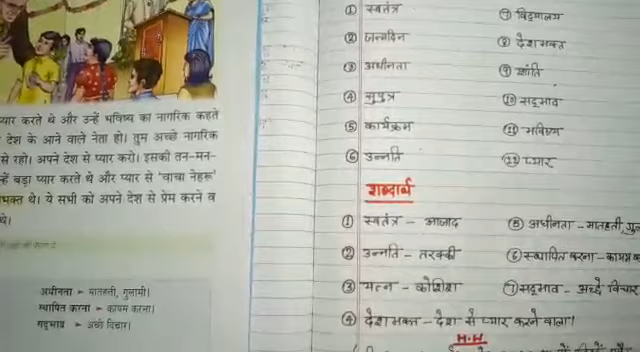 प्यार करते थे और उन्हें भविष्य का नागरिक कहते
देश के आने वाले नेता हो। तुम अच्छे नागरिक
से रहो। अपने देश से प्यार करो। इसकी तन-मन-
न्हें बड़ा प्यार करते थे और प्यार से 'चाचा नेहरू'
भक्त थे। ये सभी को अपने देश से प्रेम करने व
थे।
अधीनता ► मातहती, गुलामी।
स्थापित करना ► कायम करना।
सद्भाव ► अच्छे विचार।
① स्वतंत्र
② जन्मदिन
③ अधीनता
④ सुपुत्र
⑤ कार्यक्रम
⑥ उन्नति
⑦ विद्यालय
⑧ देशभक्त
⑨ शांति
⑩ सद्भाव
⑪ भविष्य
⑫ प्यार
शब्दार्थ
① स्वतंत्र - आजाद
② उन्नति - तरक्की
③ यत्न - कोशिश
④ देशभक्त - देश से प्यार करने वाला।
⑤ अधीनता - मातहती,
⑥ स्थापित करना -
⑦ सद्भाव - अच्छे विचार
H.H